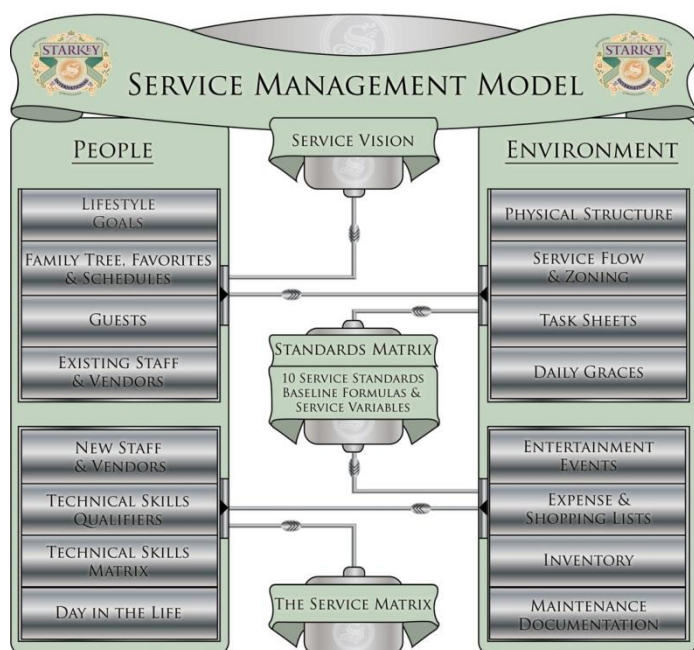 STARKEY
STARKEY
SERVICE MANAGEMENT MODEL
PEOPLE
LIFESTYLE
GOALS
FAMILY TREE, FAVORITES
& SCHEDULES
GUESTS
EXISTING STAFF
& VENDORS
NEW STAFF
& VENDORS
TECHNICAL SKILLS
QUALIFIERS
TECHNICAL SKILLS
MATRIX
DAY IN THE LIFE
SERVICE VISION
STANDARDS MATRIX
10 SERVICE STANDARDS
BASELINE FORMULAS &
SERVICE VARIABLES
THE SERVICE MATRIX
ENVIRONMENT
PHYSICAL STRUCTURE
SERVICE FLOW
& ZONING
TASK SHEETS
DAILY GRACES
ENTERTAINMENT
EVENTS
EXPENSE &
SHOPPING LISTS
INVENTORY
MAINTENANCE
DOCUMENTATION